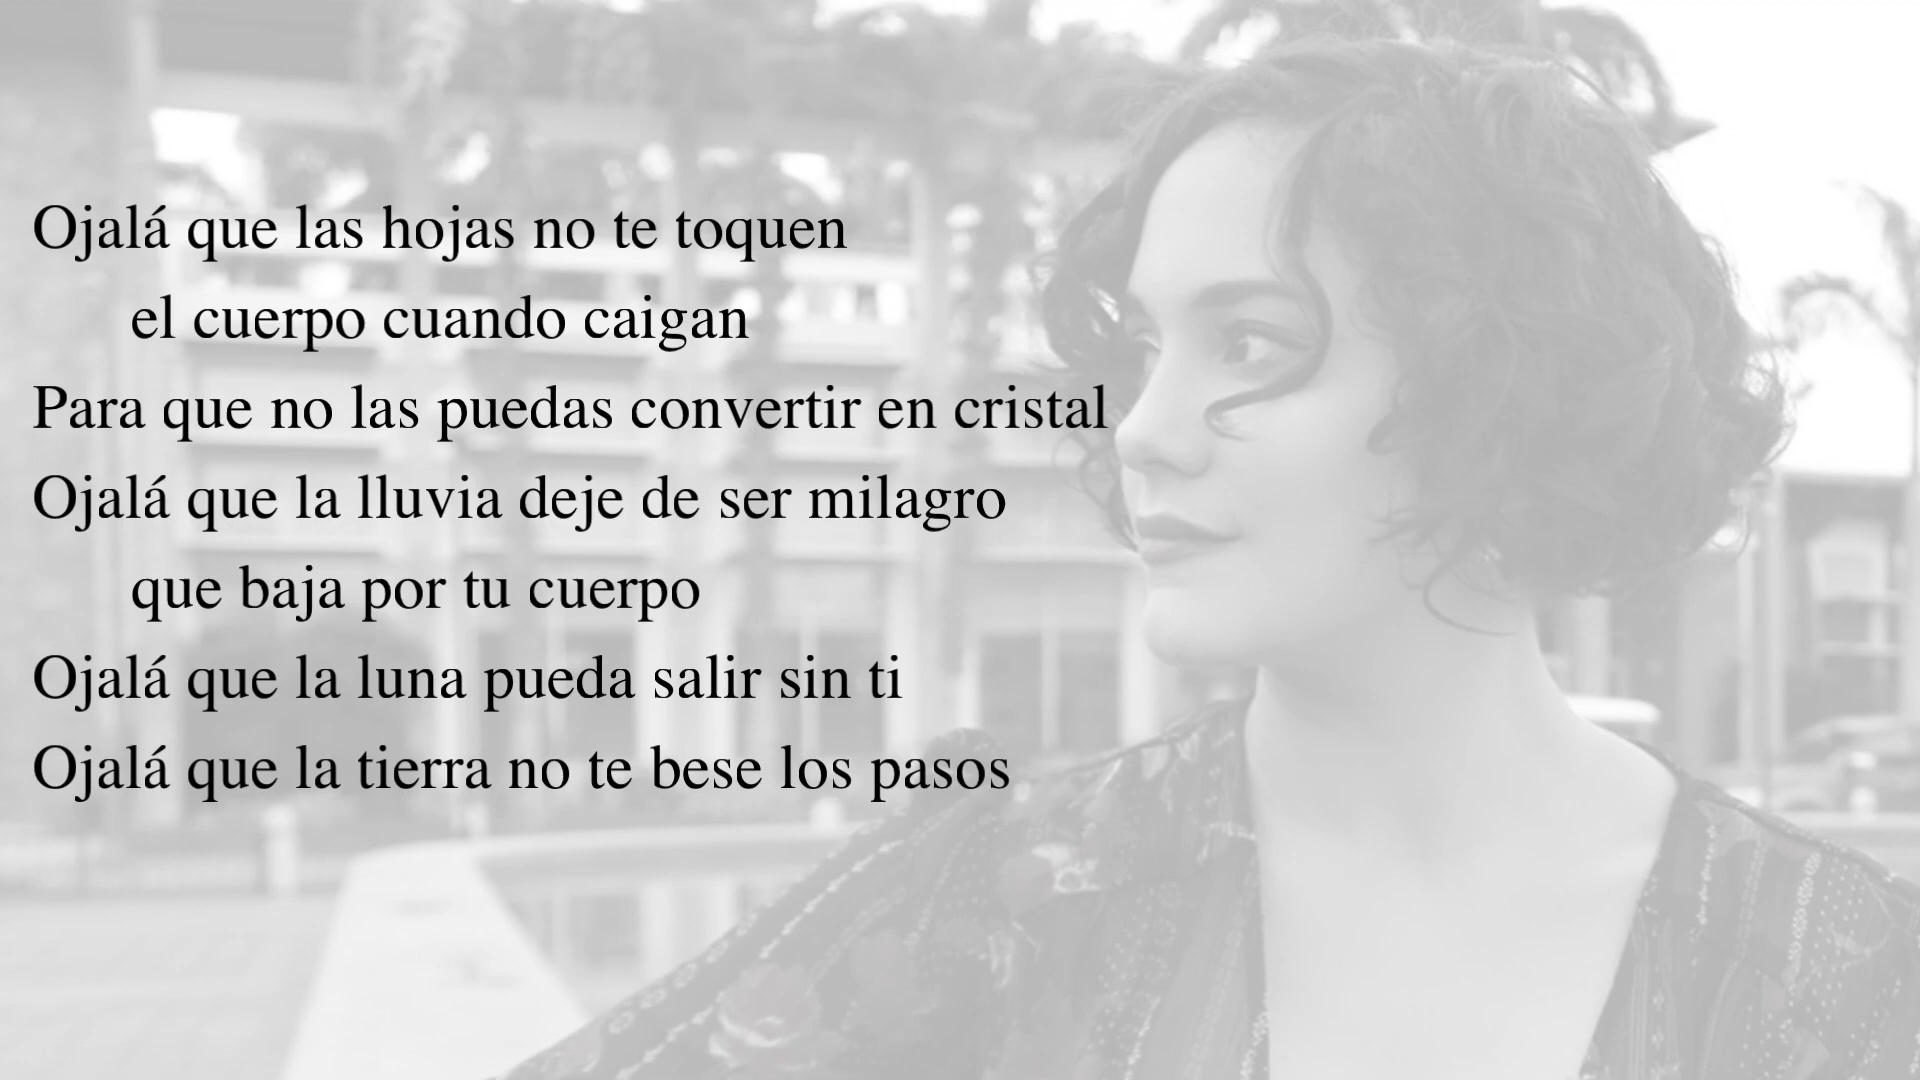 Ojalá que las hojas no te toquen
el cuerpo cuando caigan
Para que no las puedas convertir en cristal
Ojalá que la lluvia deje de ser milagro
que baja por tu cuerpo
Ojalá que la luna pueda salir sin ti
Ojalá que la tierra no te bese los pasos